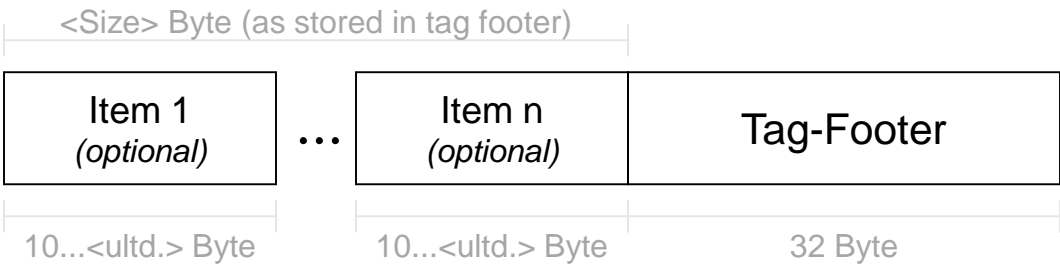 <Size> Byte (as stored in tag footer)
Item 1
(optional)
...
Item n
(optional)
Tag-Footer
10...<ultd.> Byte
10...<ultd.> Byte
32 Byte